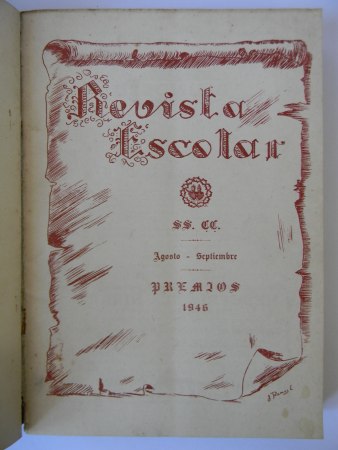 Revista
Escolar
SS. CC.
Agosto - Septiembre
PREMIOS
1946